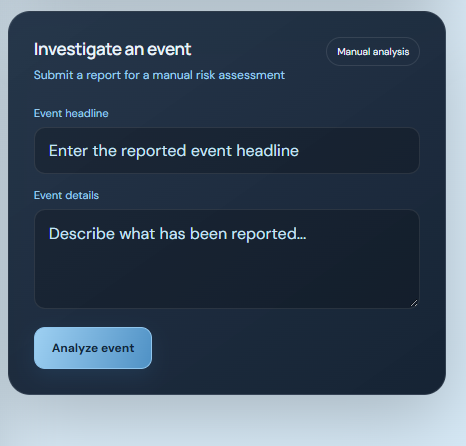 Investigate an event
Manual analysis
Submit a report for a manual risk assessment
Event headline
Enter the reported event headline
Event details
Describe what has been reported...
Analyze event